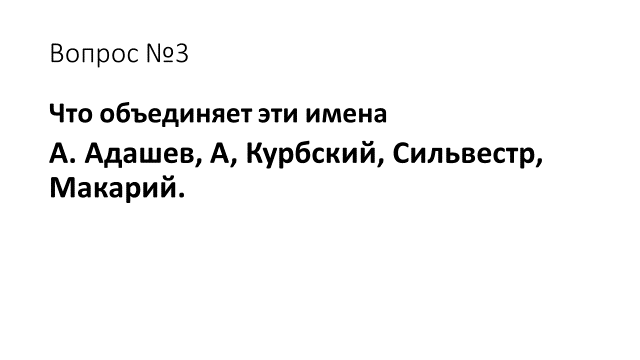 Вопрос №3
Что объединяет эти имена
А. Адашев, А, Курбский, Сильвестр,
Макарий.